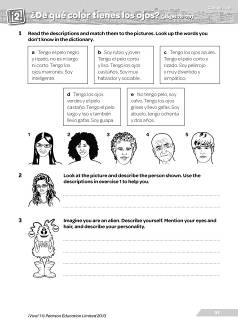 2 ¿De qué color tienes los ojos?
1 Read the descriptions and match them to the pictures. Look up the words you
don't know in the dictionary.
a Tengo el pelo negro
y rizado, no es ni largo
ni corto. Tengo los
ojos marrones. Soy
inteligente.
b Soy rubio y joven.
Tengo el pelo corto
y liso. Tengo los ojos
castaños. Soy muy
hablador y sociable.
c Tengo los ojos azules.
Tengo el pelo corto y
rizado. Soy pelirrojo
y muy divertido y
simpático.
d Tengo los ojos
verdes y el pelo
castaño. Tengo el pelo
largo y liso y también
llevo gafas. Soy guapa.
e No tengo pelo, soy
calvo. Tengo los ojos
grises y llevo gafas. Soy
abuelo, tengo ochenta
y dos años.
1 2 3 4 5
2 Look at the picture and describe the person shown. Use the
descriptions in exercise 1 to help you.
3 Imagine you are an alien. Describe yourself. Mention your eyes and
hair, and describe your personality.
¡Viva! 1 © Pearson Education Limited 2013